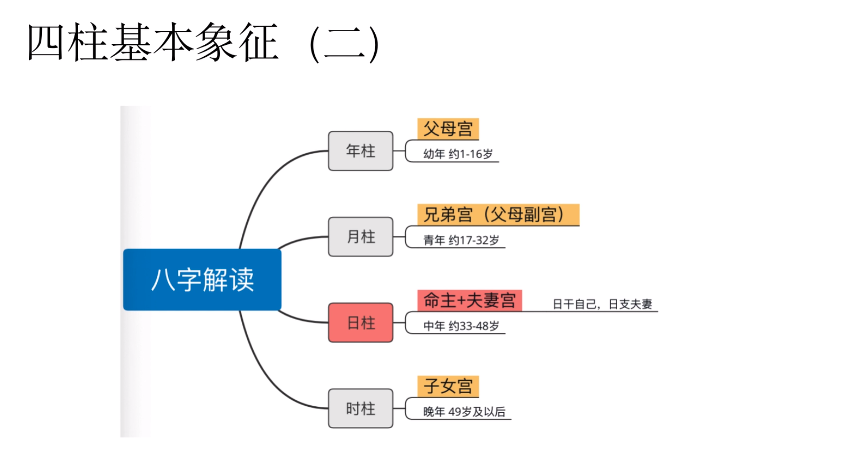 四柱基本象征（二）
八字解读
年柱
父母宫
幼年 约1-16岁
月柱
兄弟宫（父母副宫）
青年 约17-32岁
日柱
命主+夫妻宫
日干自己，日支夫妻
中年 约33-48岁
时柱
子女宫
晚年 49岁及以后